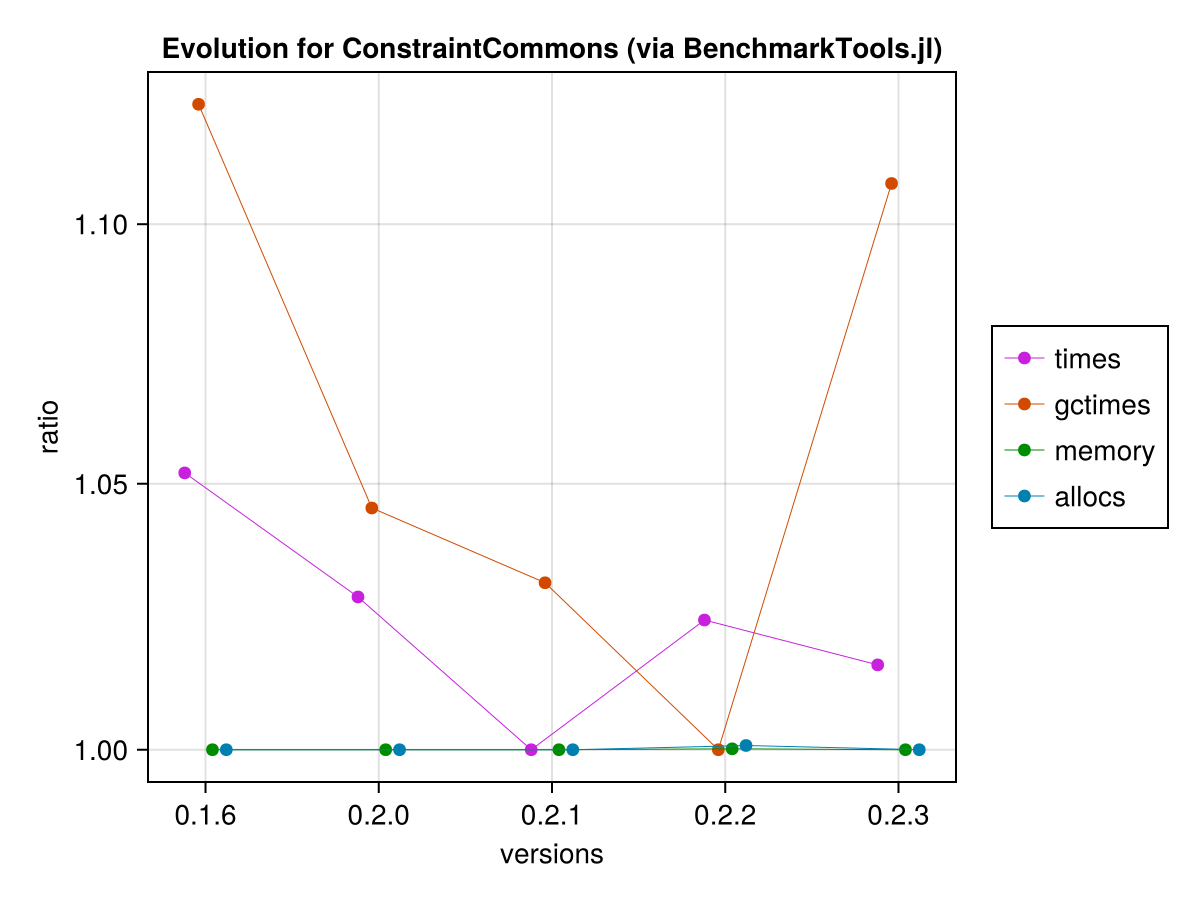 Evolution for ConstraintCommons (via BenchmarkTools.jl)
ratio
1.10
1.05
1.00
0.1.6
0.2.0
0.2.1
0.2.2
0.2.3
versions
times
gctimes
memory
allocs